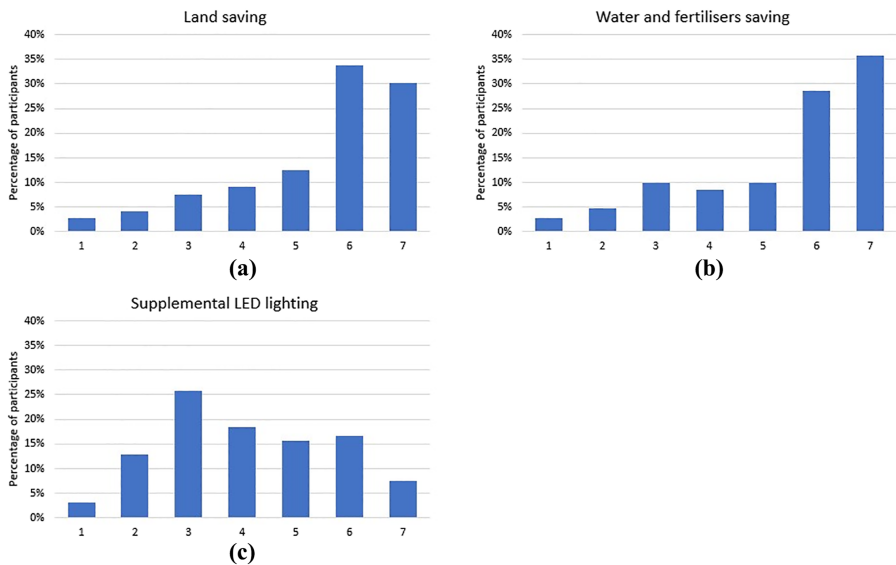 Land saving
Percentage of participants
40%
35%
30%
25%
20%
15%
10%
5%
0%
1 2 3 4 5 6 7
(a)
Water and fertilisers saving
Percentage of participants
40%
35%
30%
25%
20%
15%
10%
5%
0%
1 2 3 4 5 6 7
(b)
Supplemental LED lighting
Percentage of participants
40%
35%
30%
25%
20%
15%
10%
5%
0%
1 2 3 4 5 6 7
(c)